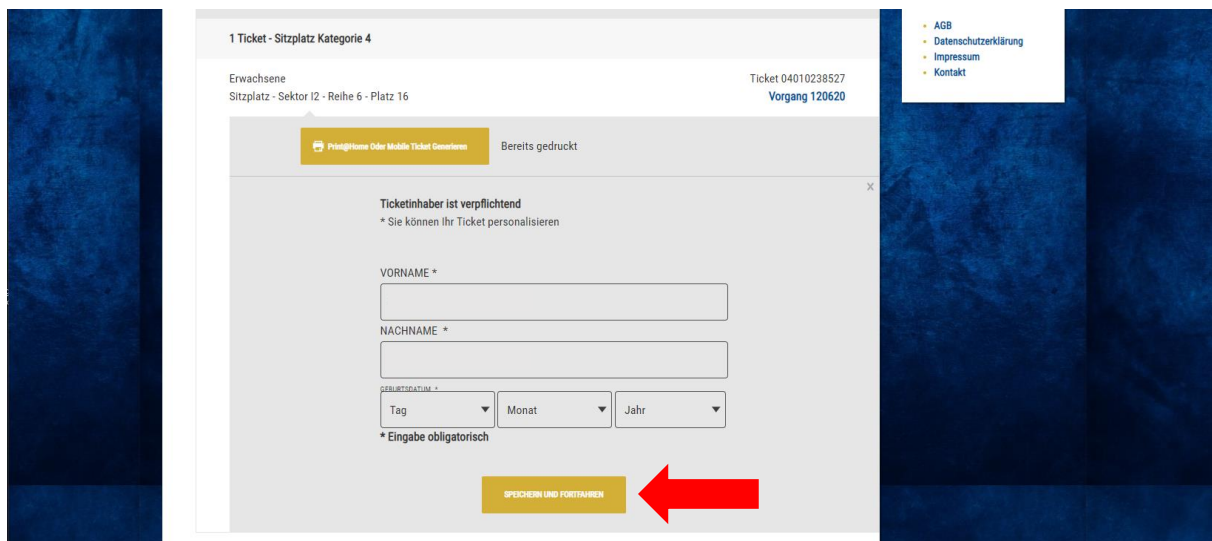 1 Ticket - Sitzplatz Kategorie 4
Erwachsene
Ticket 04010238527
Sitzplatz - Sektor I2 - Reihe 6 - Platz 16
Vorgang 120620
Print@Home Oder Mobile Ticket Generieren
Bereits gedruckt
x
Ticketinhaber ist verpflichtend
* Sie können Ihr Ticket personalisieren
VORNAME *
NACHNAME *
GEBURTSDATUM *
Tag
Monat
Jahr
* Eingabe obligatorisch
SPEICHERN UND FORTFAHREN
AGB
Datenschutzerklärung
Impressum
Kontakt